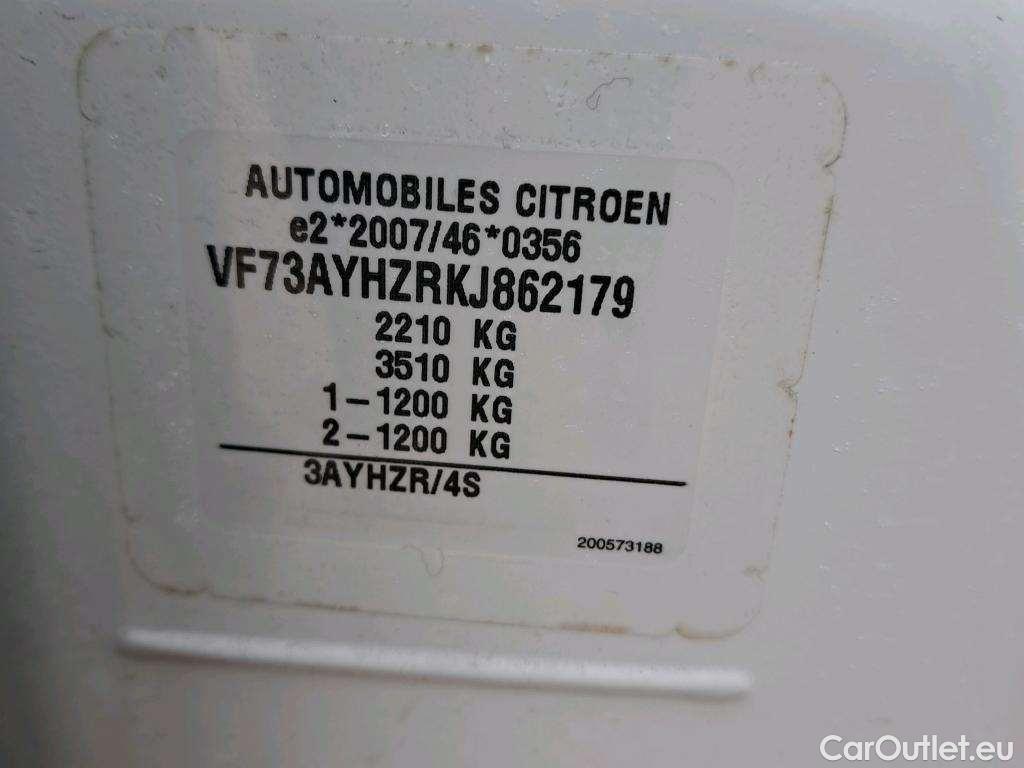 AUTOMOBILES CITROEN
e2*2007/46*0356
VF73AYHZRKJ862179
2210 KG
3510 KG
1-1200 KG
2-1200 KG
3AYHZR/4S
200573188
CarOutlet.eu